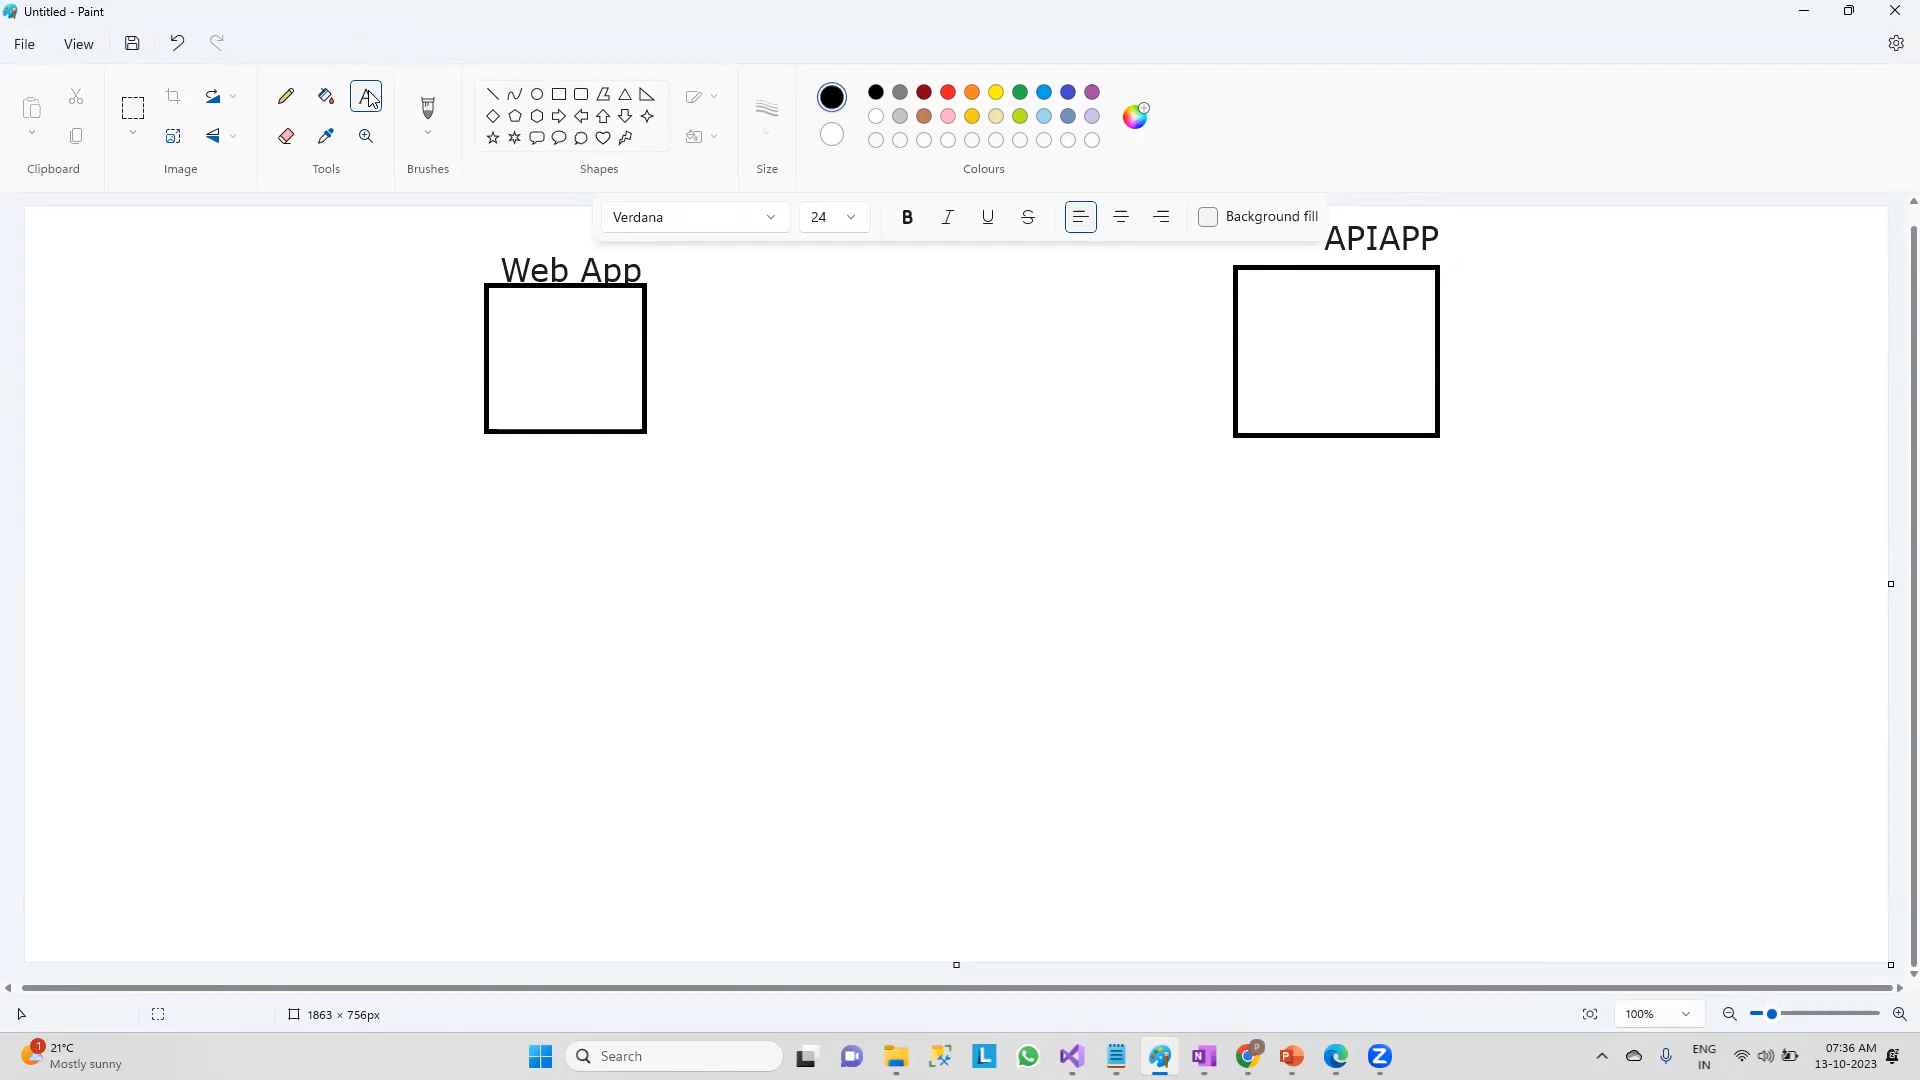 Untitled - Paint
File View
Clipboard Image Tools Brushes Shapes Size Colours
Verdana 24 B I U S Background fill
APIAPP
Web App
1863 × 756px 100%
1 21°C Mostly sunny
Search
ENG IN
07:36 AM
13-10-2023